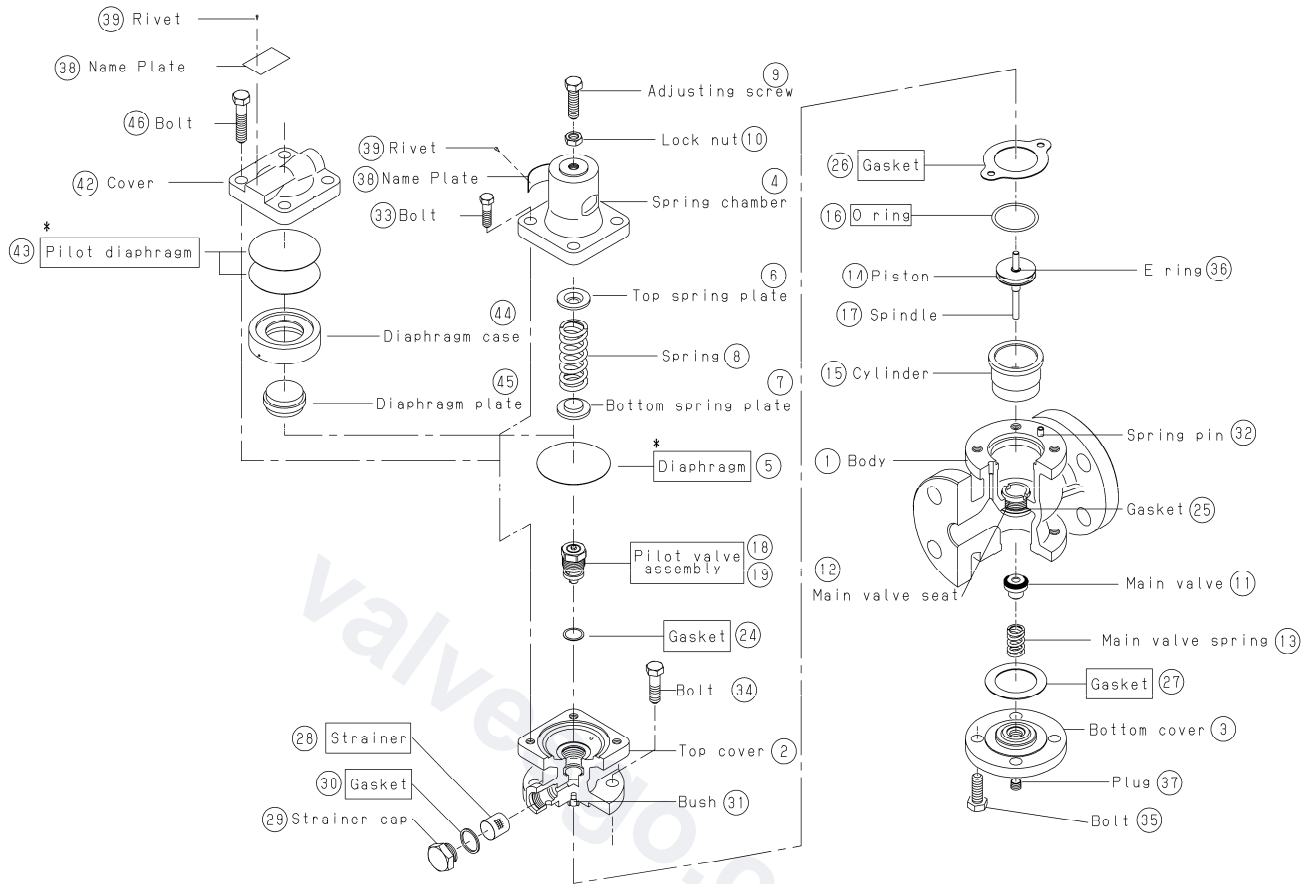 39 Rivet
38 Name Plate
46 Bolt
42 Cover
*
43 Pilot diaphragm
44
Diaphragm case
45
Diaphragm plate
9
Adjusting screw
Lock nut 10
39 Rivet
38 Name Plate
33 Bolt
4
Spring chamber
6
Top spring plate
Spring 8
7
Bottom spring plate
*
Diaphragm 5
Pilot valve 18
assembly 19
Gasket 24
Bolt 34
28 Strainer
30 Gasket
29 Strainer cap
Top cover 2
Bush 31
26 Gasket
16 O ring
14 Piston
E ring 36
17 Spindle
15 Cylinder
Spring pin 32
1 Body
Gasket 25
12
Main valve seat
Main valve 11
Main valve spring 13
Gasket 27
Bottom cover 3
Plug 37
Bolt 35